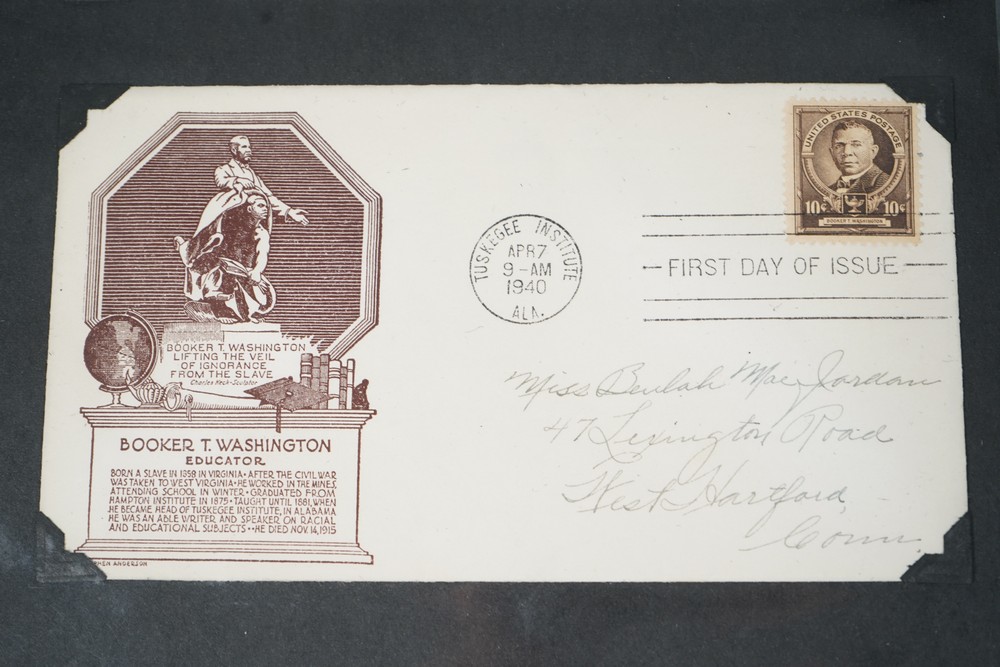 BOOKER T. WASHINGTON
LIFTING THE VEIL
OF IGNORANCE
FROM THE SLAVE
Charles Keck-Sculptor
BOOKER T. WASHINGTON
EDUCATOR
BORN A SLAVE IN 1859 IN VIRGINIA • AFTER THE CIVIL WAR
WAS TAKEN TO WEST VIRGINIA • HE WORKED IN THE MINES,
ATTENDING SCHOOL IN WINTER • GRADUATED FROM
HAMPTON INSTITUTE IN 1875 • TAUGHT UNTIL 1881, WHEN
HE BECAME HEAD OF TUSKEGEE INSTITUTE, IN ALABAMA
HE WAS AN ABLE WRITER AND SPEAKER ON RACIAL
AND EDUCATIONAL SUBJECTS • • HE DIED NOV. 14, 1915
HEN ANDERSON
TUSKEGEE INSTITUTE
APR 7
9-AM
1940
ALA.
UNITED STATES POSTAGE
10¢ 10¢
BOOKER T. WASHINGTON
FIRST DAY OF ISSUE
Miss Beulah Mac Jordan
47 Lexington Road
West Hartford,
Conn.